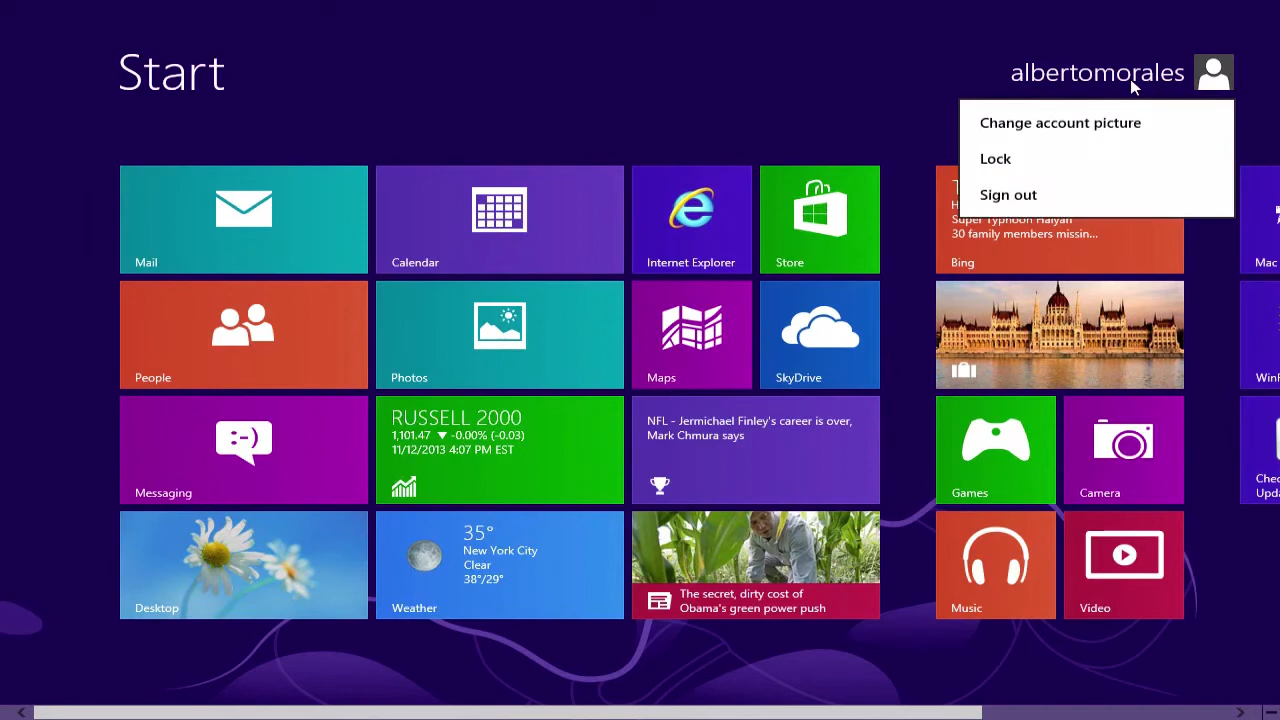 Start
albertomorales
Change account picture
Lock
Sign out
Mail
Calendar
Internet Explorer
Store
Super Typhoon Haiyan
30 family members missin...
Bing
Mac
People
Photos
Maps
SkyDrive
Messaging
RUSSELL 2000
1,101.47 ▼ -0.00% (-0.03)
11/12/2013 4:07 PM EST
NFL - Jermichael Finley's career is over,
Mark Chmura says
Games
Camera
Desktop
35°
New York City
Clear
38°/29°
Weather
The secret, dirty cost of
Obama's green power push
Music
Video